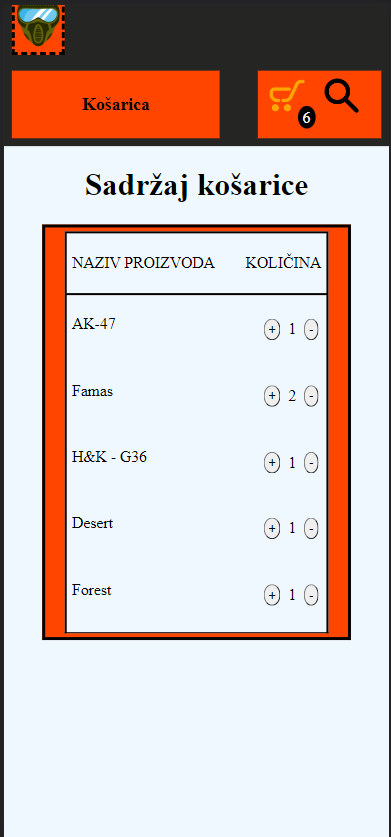 Košarica
6
Sadržaj košarice
NAZIV PROIZVODA KOLIČINA
AK-47 + 1 -
Famas + 2 -
H&K - G36 + 1 -
Desert + 1 -
Forest + 1 -